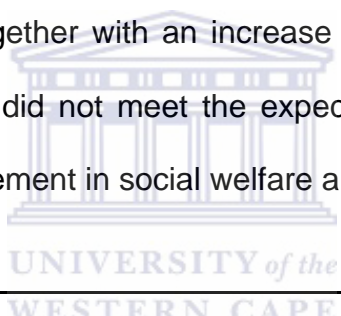 gether with an increase
did not meet the expec
ement in social welfare a
UNIVERSITY of the
WESTERN CAPE